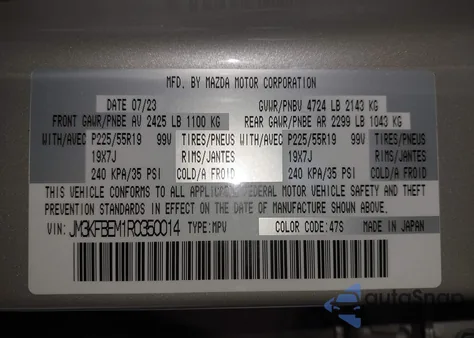 MFD. BY MAZDA MOTOR CORPORATION
DATE 07/23 GVWR/PNBV 4724 LB 2143 KG
FRONT GAWR/PNBE AV 2425 LB 1100 KG REAR GAWR/PNBE AR 2299 LB 1043 KG
WITH/AVEC P225/55R19 99V TIRES/PNEUS WITH/AVEC P225/55R19 99V TIRES/PNEUS
19X7J RIMS/JANTES 19X7J RIMS/JANTES
240 KPA/35 PSI COLD/A FROID 240 KPA/35 PSI COLD/A FROID
THIS VEHICLE CONFORMS TO ALL APPLICABLE FEDERAL MOTOR VEHICLE SAFETY AND THEFT
PREVENTION STANDARDS IN EFFECT ON THE DATE OF MANUFACTURE SHOWN ABOVE.
VIN: JM3KFBEM1R0350014 TYPE: MPV COLOR CODE: 47S MADE IN JAPAN
autoSnap